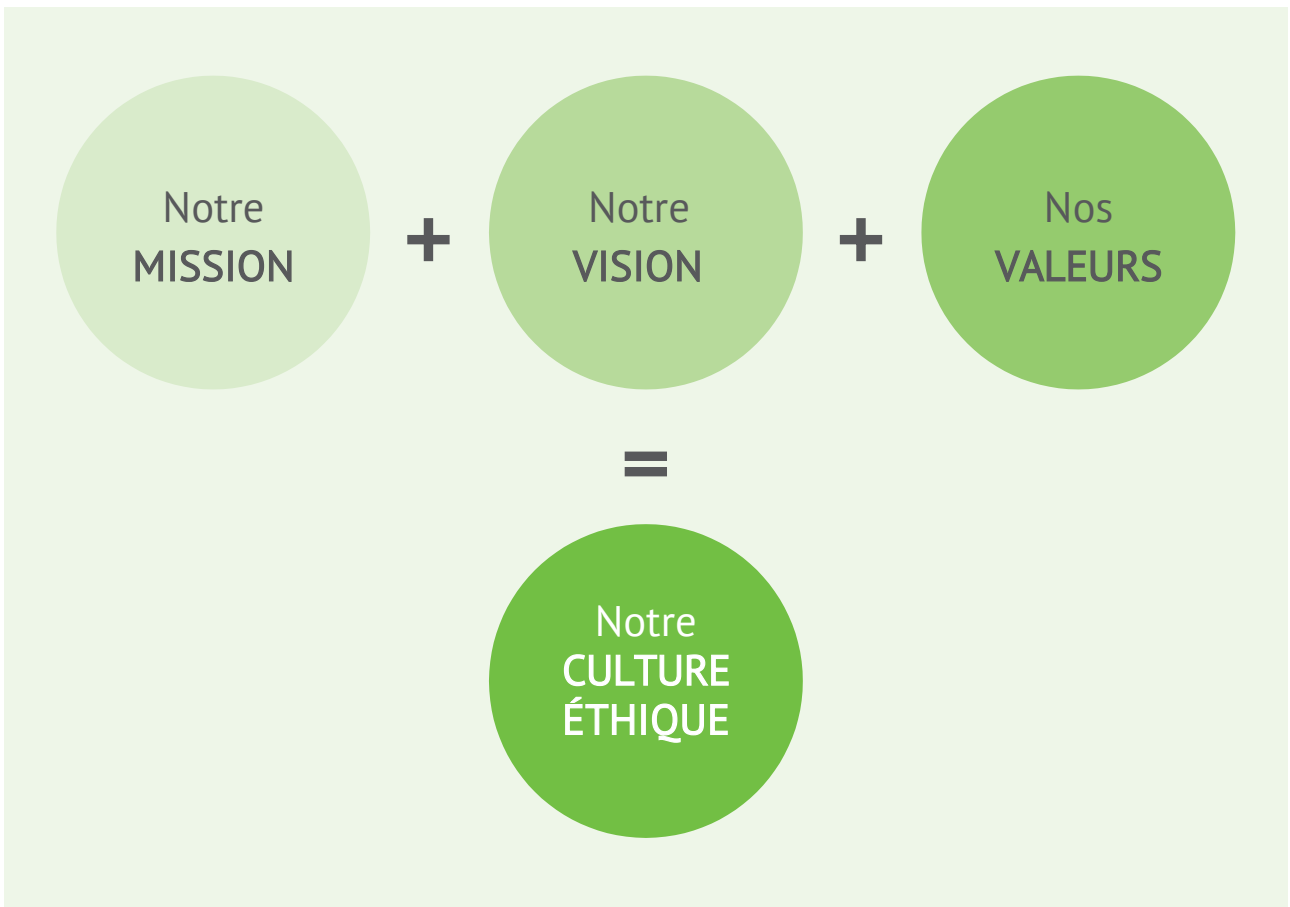 Notre
MISSION
+
Notre
VISION
+
Nos
VALEURS
=
Notre
CULTURE
ÉTHIQUE